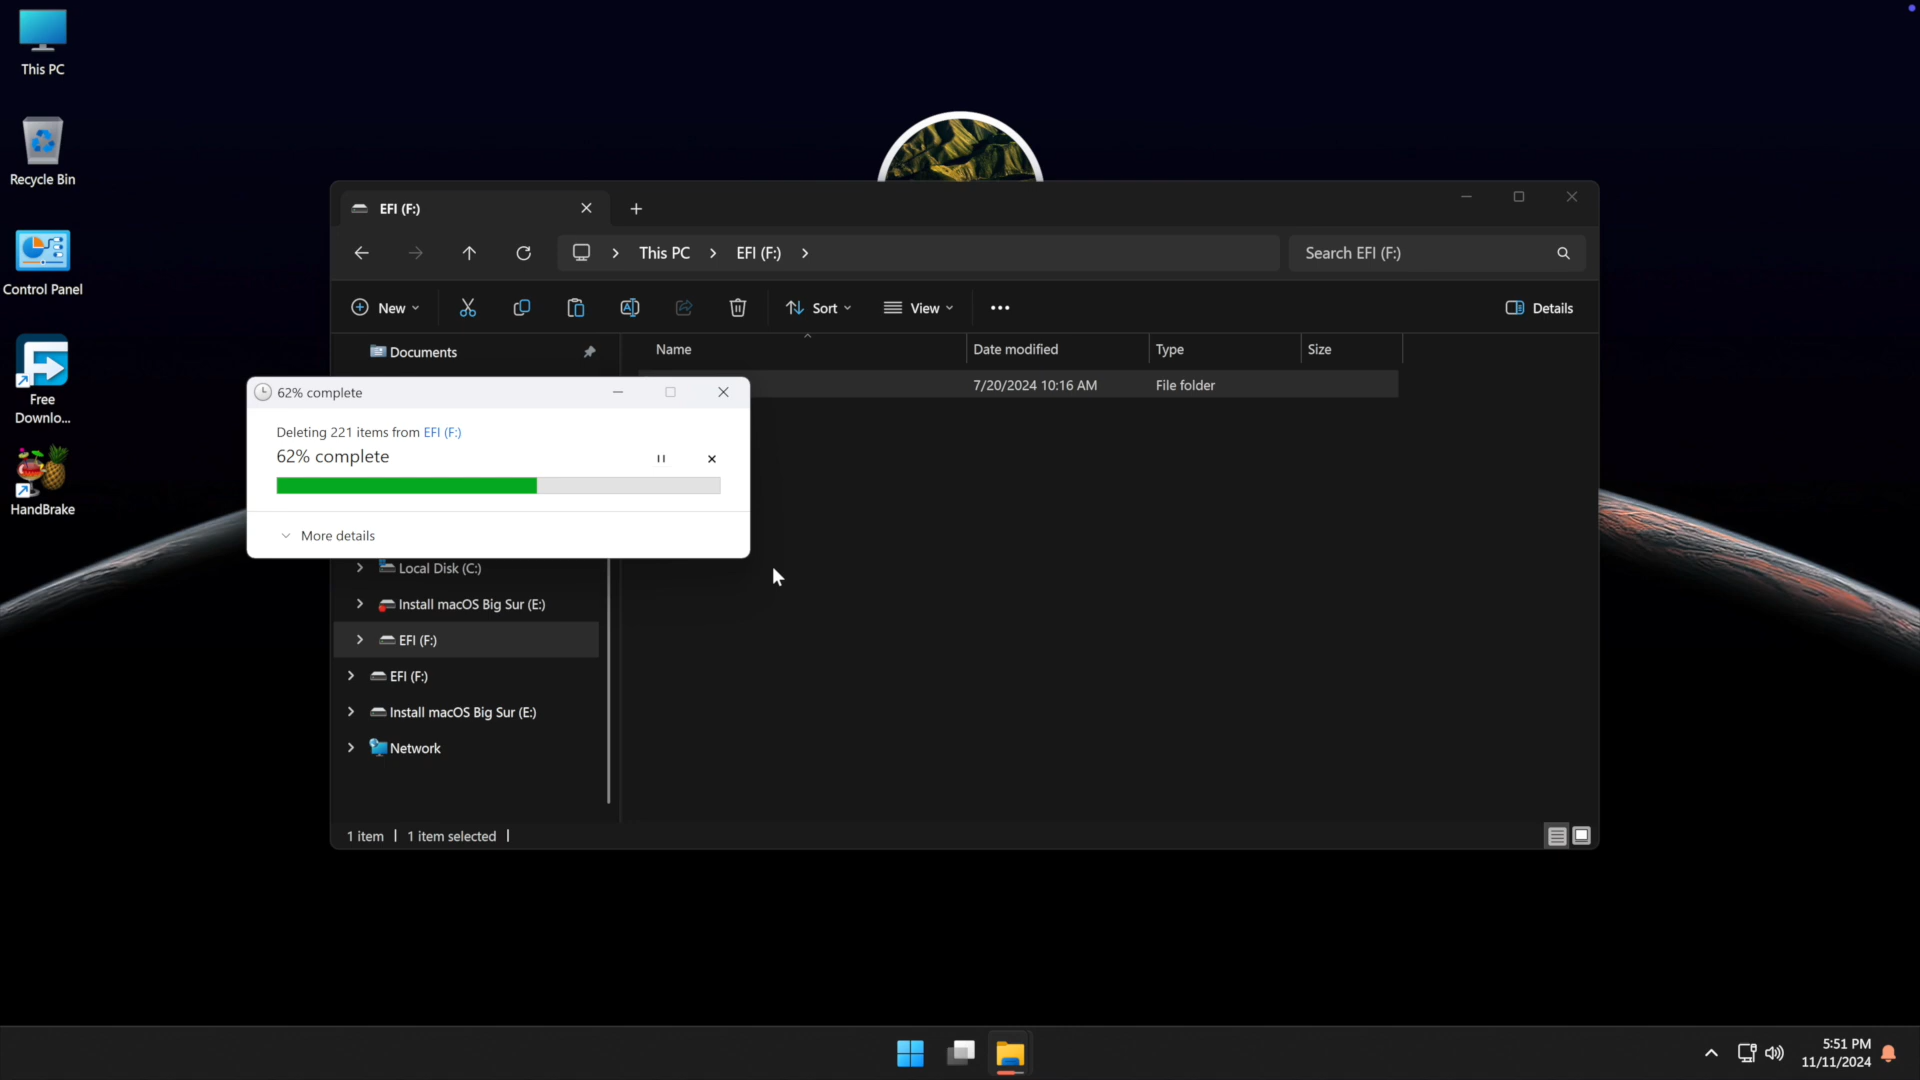 This PC
Recycle Bin
Control Panel
Free
Downlo...
HandBrake
EFI (F:)
This PC
EFI (F:)
Search EFI (F:)
New
Sort
View
Details
Documents
Name
Date modified
Type
Size
7/20/2024 10:16 AM
File folder
62% complete
Deleting 221 items from EFI (F:)
62% complete
More details
Local Disk (C:)
Install macOS Big Sur (E:)
EFI (F:)
EFI (F:)
Install macOS Big Sur (E:)
Network
1 item
1 item selected
5:51 PM
11/11/2024